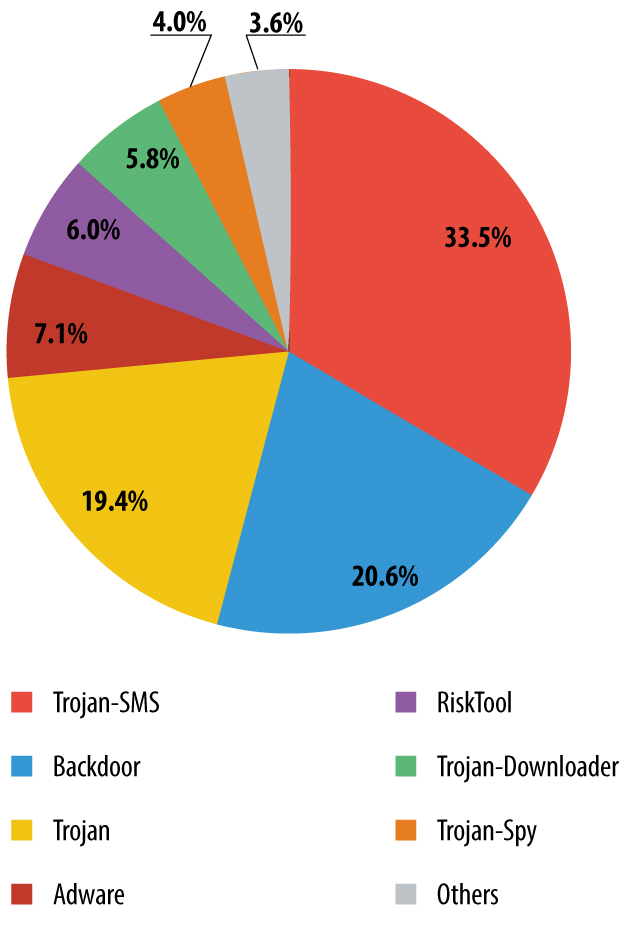 4.0%
3.6%
5.8%
33.5%
6.0%
7.1%
19.4%
20.6%
Trojan-SMS
RiskTool
Backdoor
Trojan-Downloader
Trojan
Trojan-Spy
Adware
Others